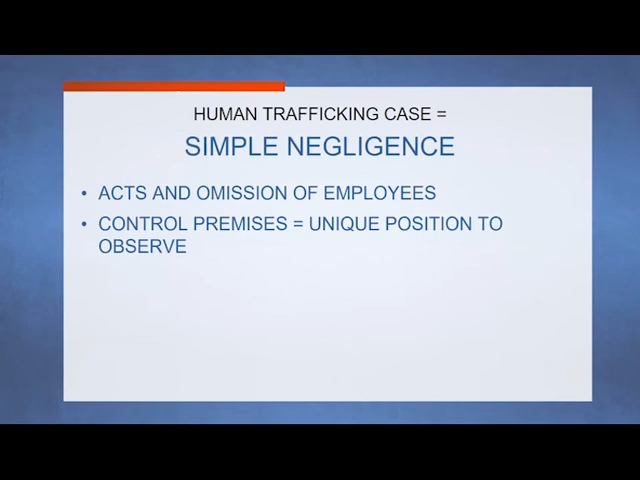 HUMAN TRAFFICKING CASE =
SIMPLE NEGLIGENCE
• ACTS AND OMISSION OF EMPLOYEES
• CONTROL PREMISES = UNIQUE POSITION TO
OBSERVE